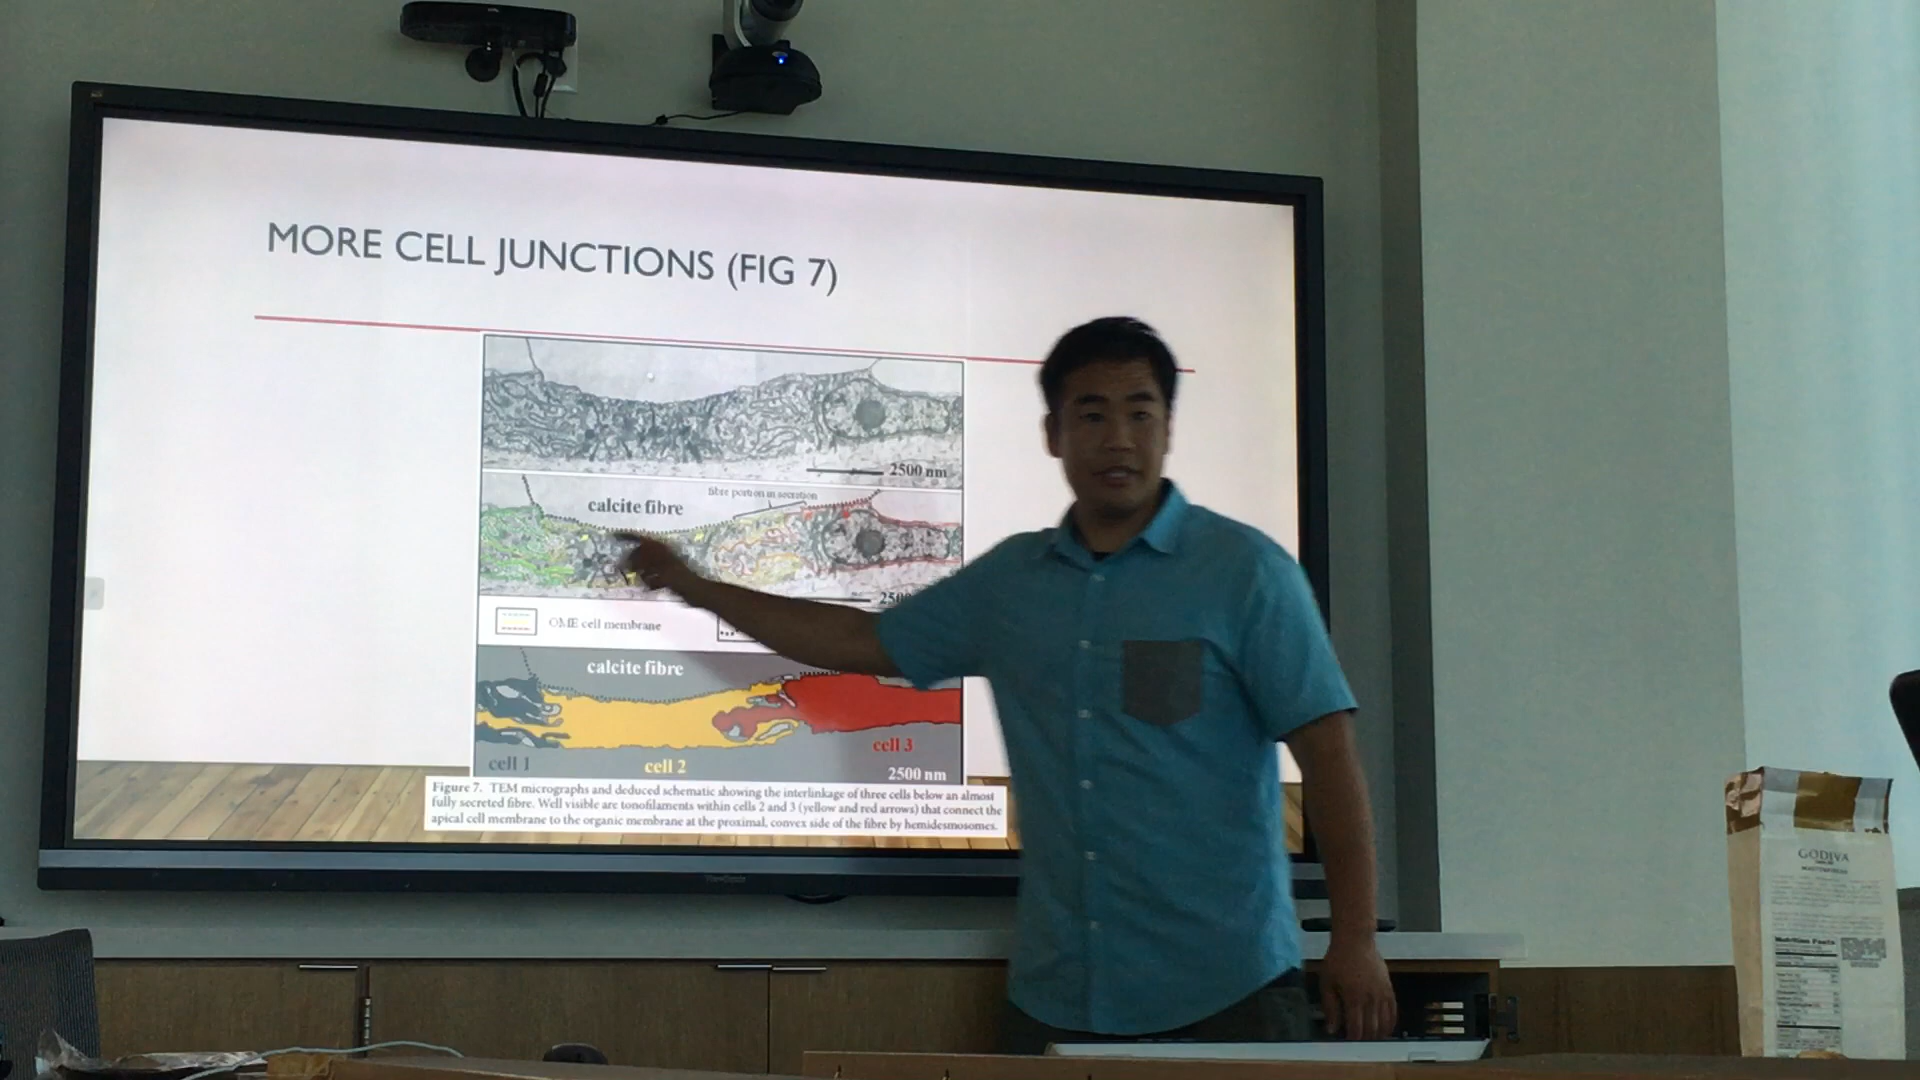 MORE CELL JUNCTIONS (FIG 7)
2500 nm
fibre portion in secretion
calcite fibre
OME cell membrane
calcite fibre
cell 3
cell 1
cell 2
2500 nm
Figure 7. TEM micrographs and deduced schematic showing the interlinkage of three cells below an almost
fully secreted fibre. Well visible are tonofilaments within cells 2 and 3 (yellow and red arrows) that connect the
apical cell membrane to the organic membrane at the proximal, convex side of the fibre by hemidesmosomes.
GODIVA
MASTERPIECES
Nutrition Facts